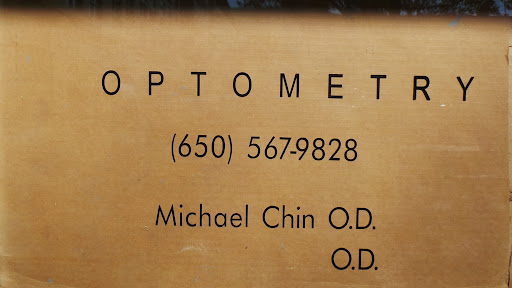 OPTOMETRY
(650) 567-9828
Michael Chin O.D.
O.D.